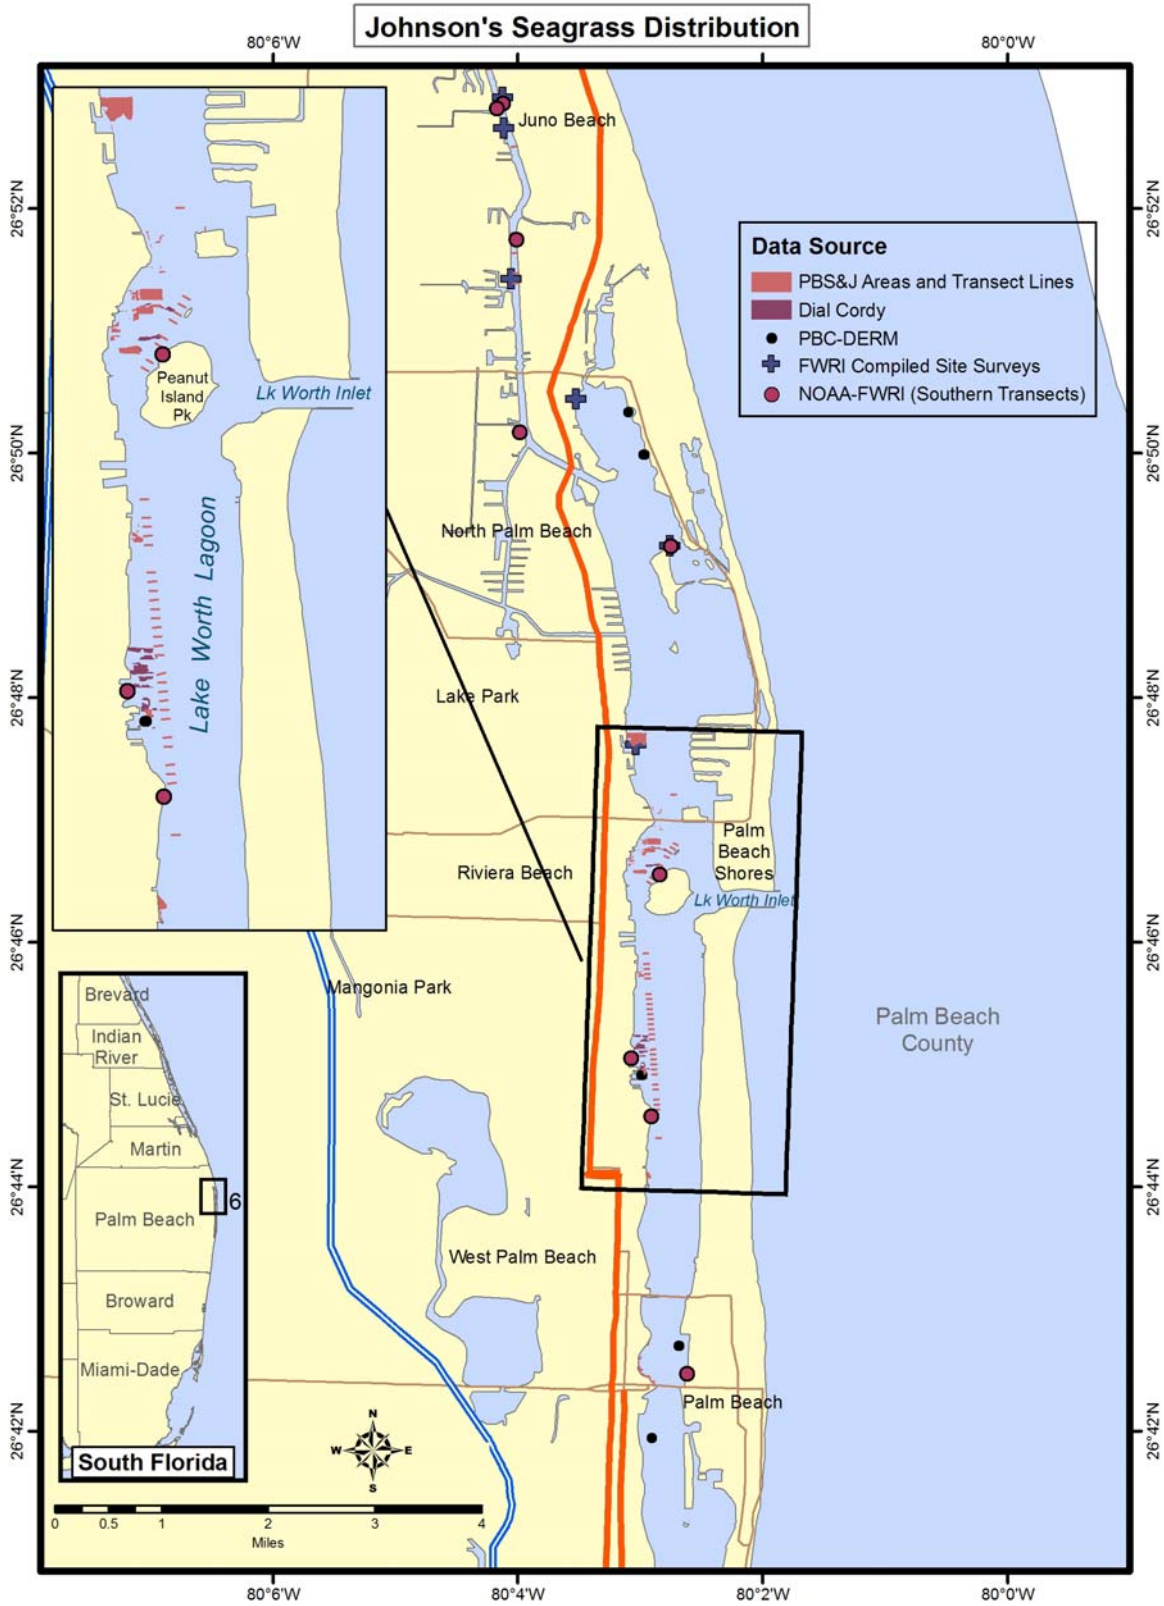 Johnson's Seagrass Distribution
80°6'W
80°4'W
80°2'W
80°0'W
26°52'N
26°50'N
26°48'N
26°46'N
26°44'N
26°42'N
26°52'N
26°50'N
26°48'N
26°46'N
26°44'N
26°42'N
Juno Beach
Data Source
PBS&J Areas and Transect Lines
Dial Cordy
PBC-DERM
FWRI Compiled Site Surveys
NOAA-FWRI (Southern Transects)
Peanut
Island
Pk
Lk Worth Inlet
Lake Worth Lagoon
North Palm Beach
Lake Park
Riviera Beach
Palm
Beach
Shores
Lk Worth Inlet
Mangonia Park
Palm Beach
County
West Palm Beach
Palm Beach
Brevard
Indian
River
St. Lucie
Martin
Palm Beach
6
Broward
Miami-Dade
South Florida
N
W
E
S
0
0.5
1
2
3
4
Miles
80°6'W
80°4'W
80°2'W
80°0'W